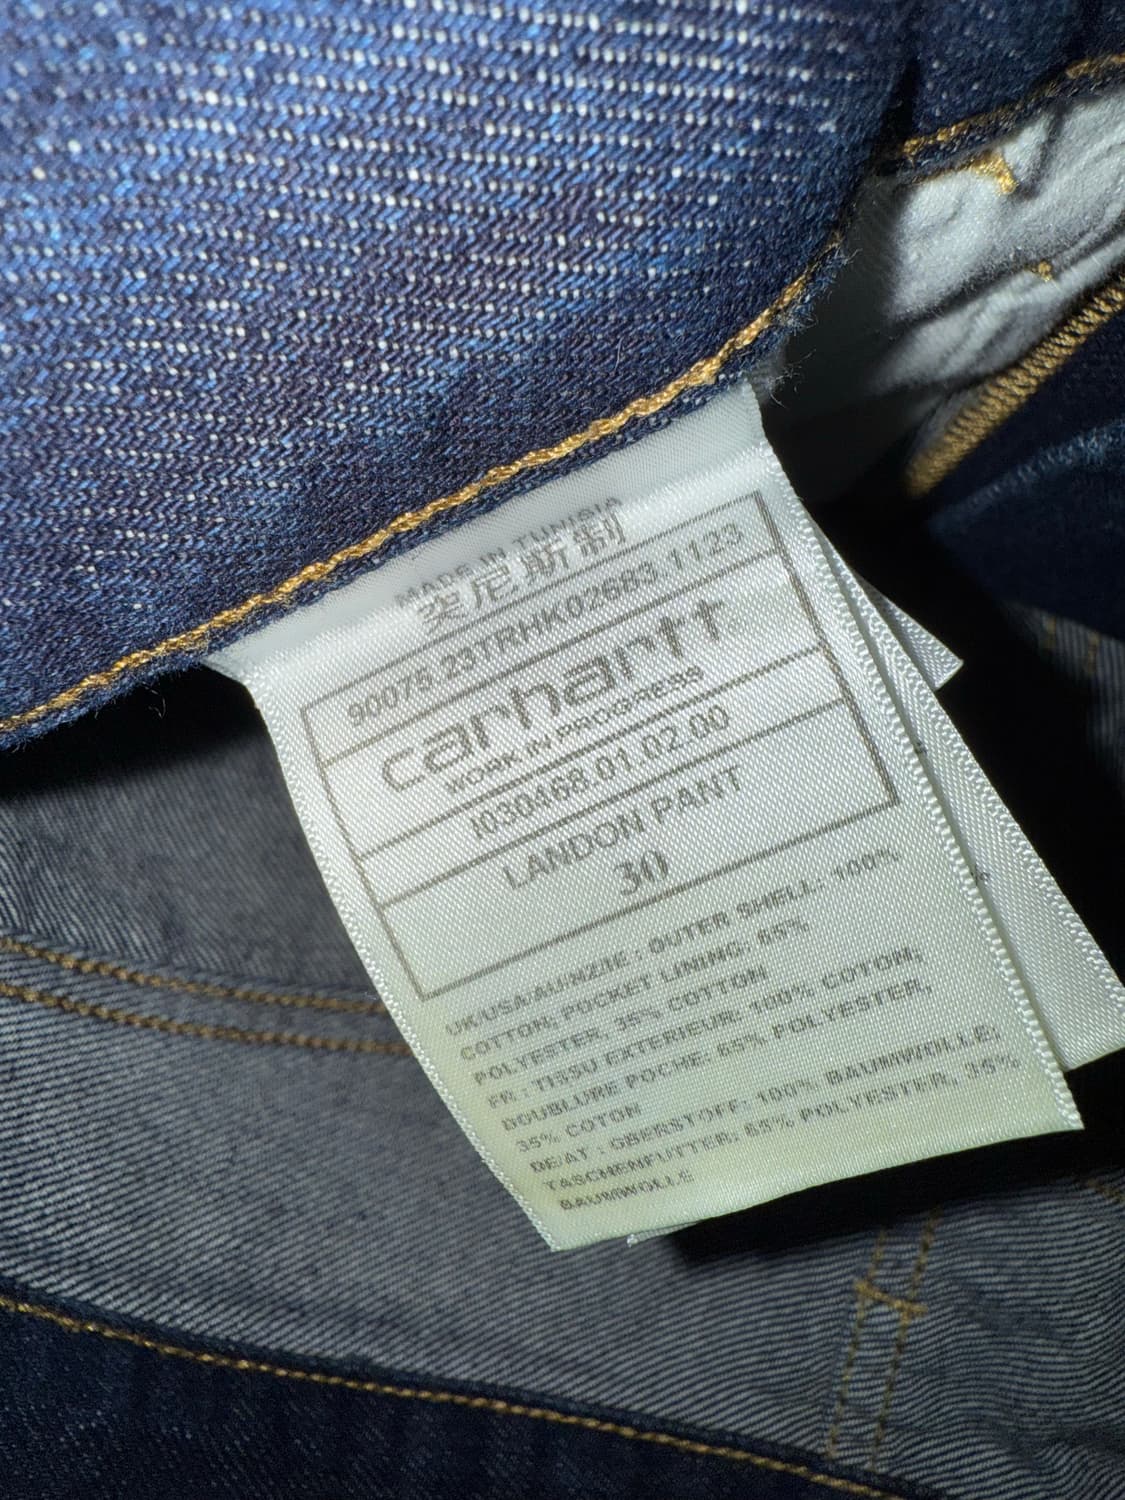 MADE IN TUNISIA
突尼斯制
90075.23TRHK02683.1123
carhartt
WORK IN PROGRESS
I030468.01.02.00
LANDON PANT
30
UK/USA/AU/NZ/IE : OUTER SHELL: 100%
COTTON; POCKET LINING: 65%
POLYESTER, 35% COTTON
FR : TISSU EXTERIEUR: 100% COTON;
DOUBLURE POCHE: 65% POLYESTER,
35% COTON
DE/AT : OBERSTOFF: 100% BAUMWOLLE;
TASCHENFUTTER: 65% POLYESTER, 35%
BAUMWOLLE